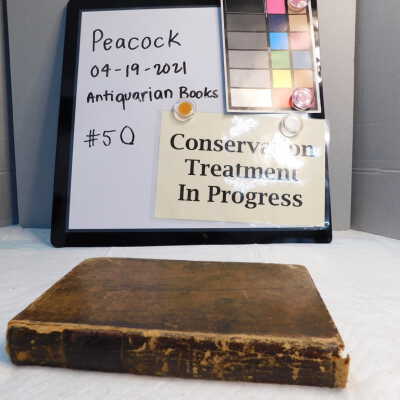 Peacock
04-19-2021
Antiquarian Books
#50
Conservation
Treatment
In Progress